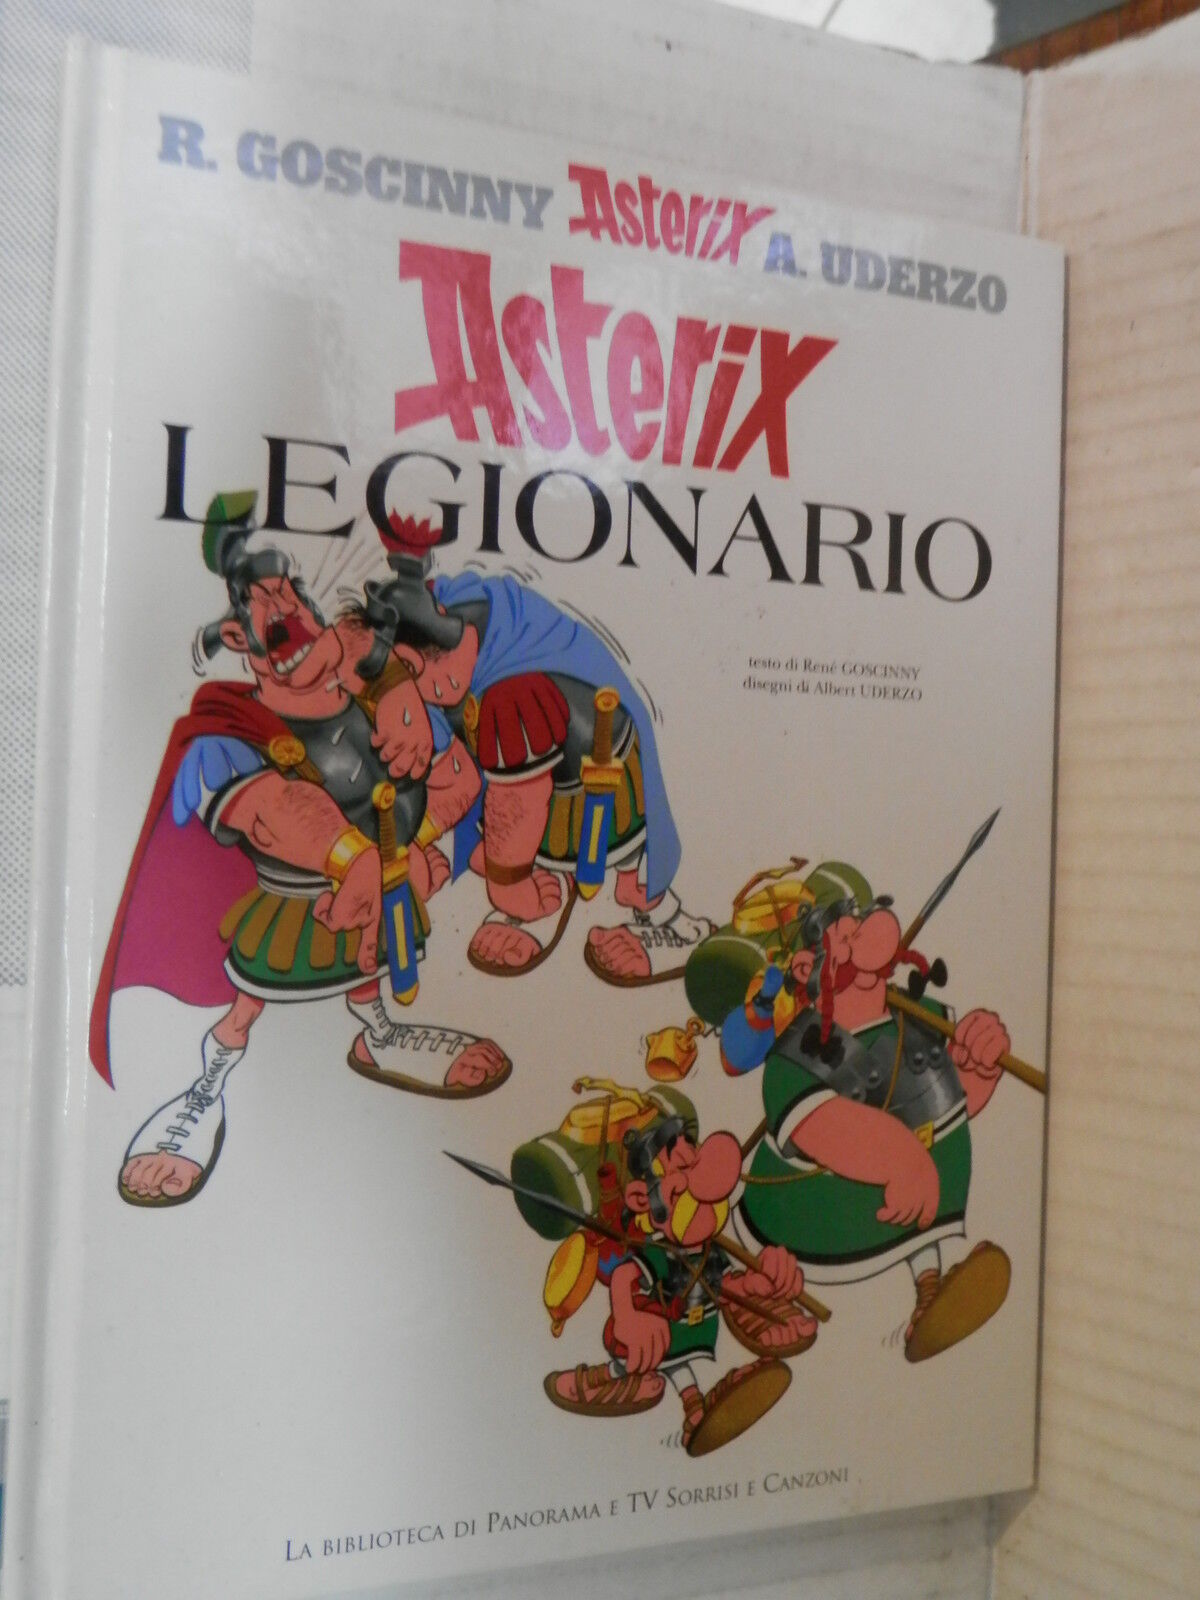 R. GOSCINNY Asterix A. UDERZO
Asterix
LEGIONARIO
testo di René GOSCINNY
disegni di Albert UDERZO
LA BIBLIOTECA DI PANORAMA E TV SORRISI E CANZONI